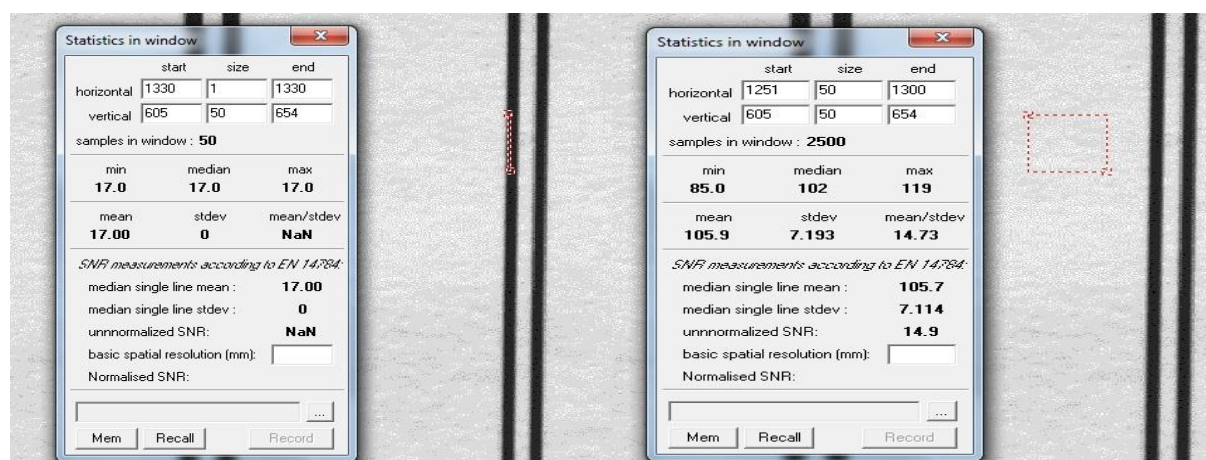 Statistics in window
start size end
horizontal 1330 1 1330
vertical 605 50 654
samples in window : 50
min median max
17.0 17.0 17.0
mean stdev mean/stdev
17.00 0 NaN
SNR measurements according to EN 14784:
median single line mean : 17.00
median single line stdev : 0
unnnormalized SNR: NaN
basic spatial resolution (mm):
Normalised SNR:
...
Mem Recall Record
Statistics in window
start size end
horizontal 1251 50 1300
vertical 605 50 654
samples in window : 2500
min median max
85.0 102 119
mean stdev mean/stdev
105.9 7.193 14.73
SNR measurements according to EN 14784:
median single line mean : 105.7
median single line stdev : 7.114
unnnormalized SNR: 14.9
basic spatial resolution (mm):
Normalised SNR:
...
Mem Recall Record